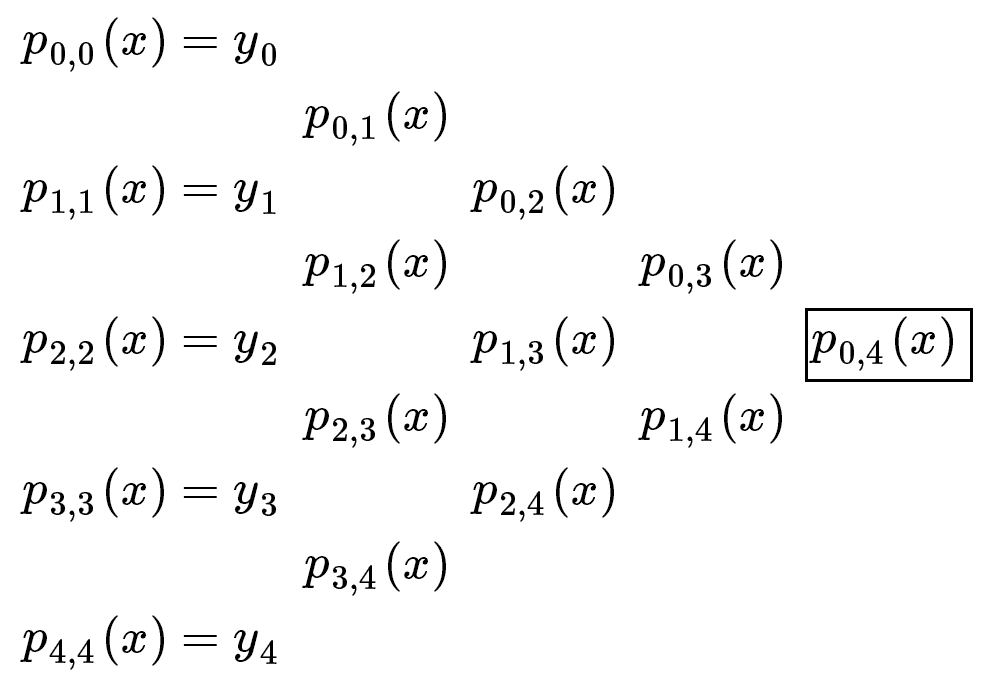 p_{0,0}(x) = y_0
p_{0,1}(x)
p_{1,1}(x) = y_1 p_{0,2}(x)
p_{1,2}(x) p_{0,3}(x)
p_{2,2}(x) = y_2 p_{1,3}(x) p_{0,4}(x)
p_{2,3}(x) p_{1,4}(x)
p_{3,3}(x) = y_3 p_{2,4}(x)
p_{3,4}(x)
p_{4,4}(x) = y_4